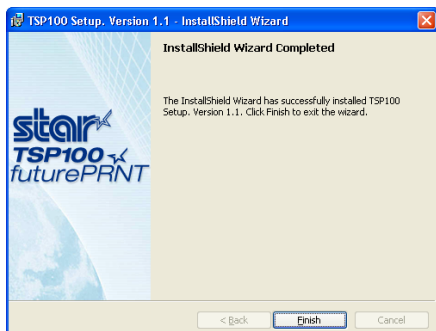 TSP100 Setup. Version 1.1 - InstallShield Wizard
InstallShield Wizard Completed
The InstallShield Wizard has successfully installed TSP100
Setup. Version 1.1. Click Finish to exit the wizard.
star
TSP100
futurePRNT
< Back
Finish
Cancel